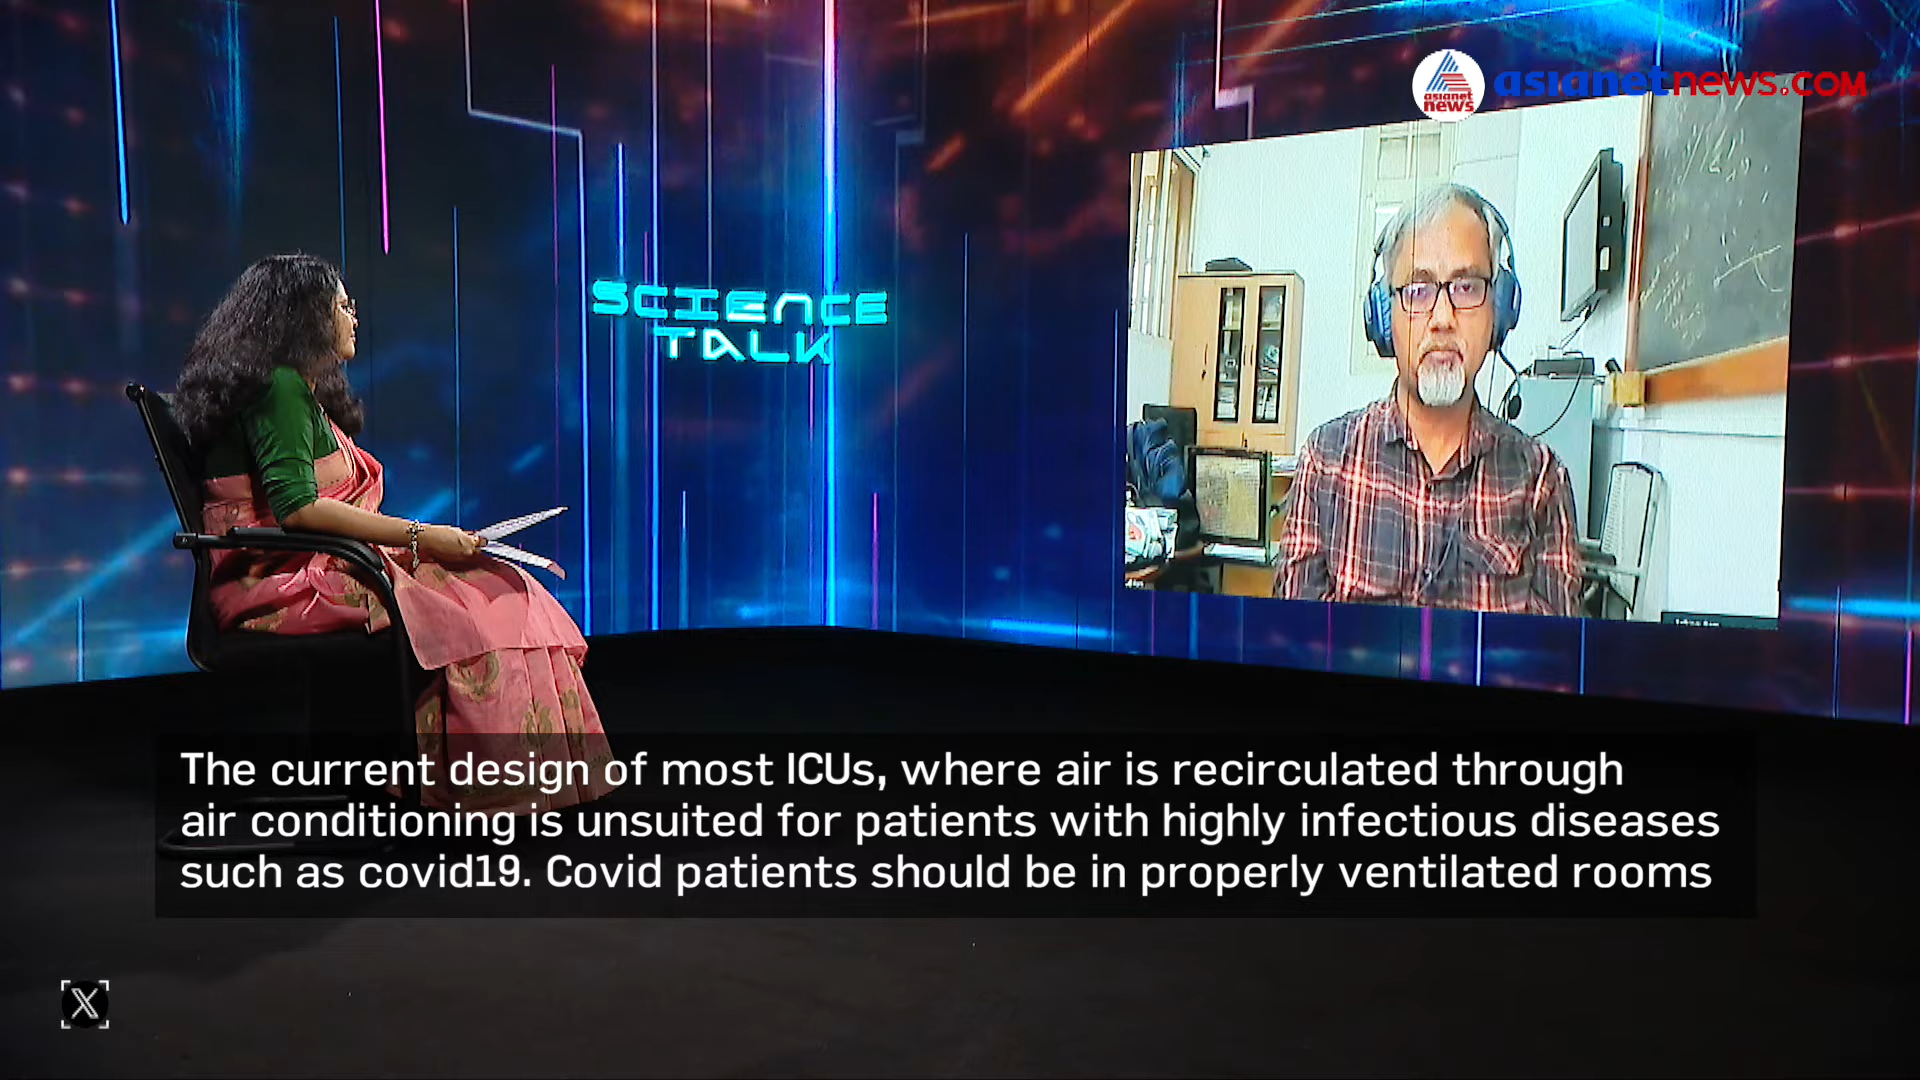 asianet
news
asianetnews.com
SCIENCE
TALK
The current design of most ICUs, where air is recirculated through
air conditioning is unsuited for patients with highly infectious diseases
such as covid19. Covid patients should be in properly ventilated rooms
X